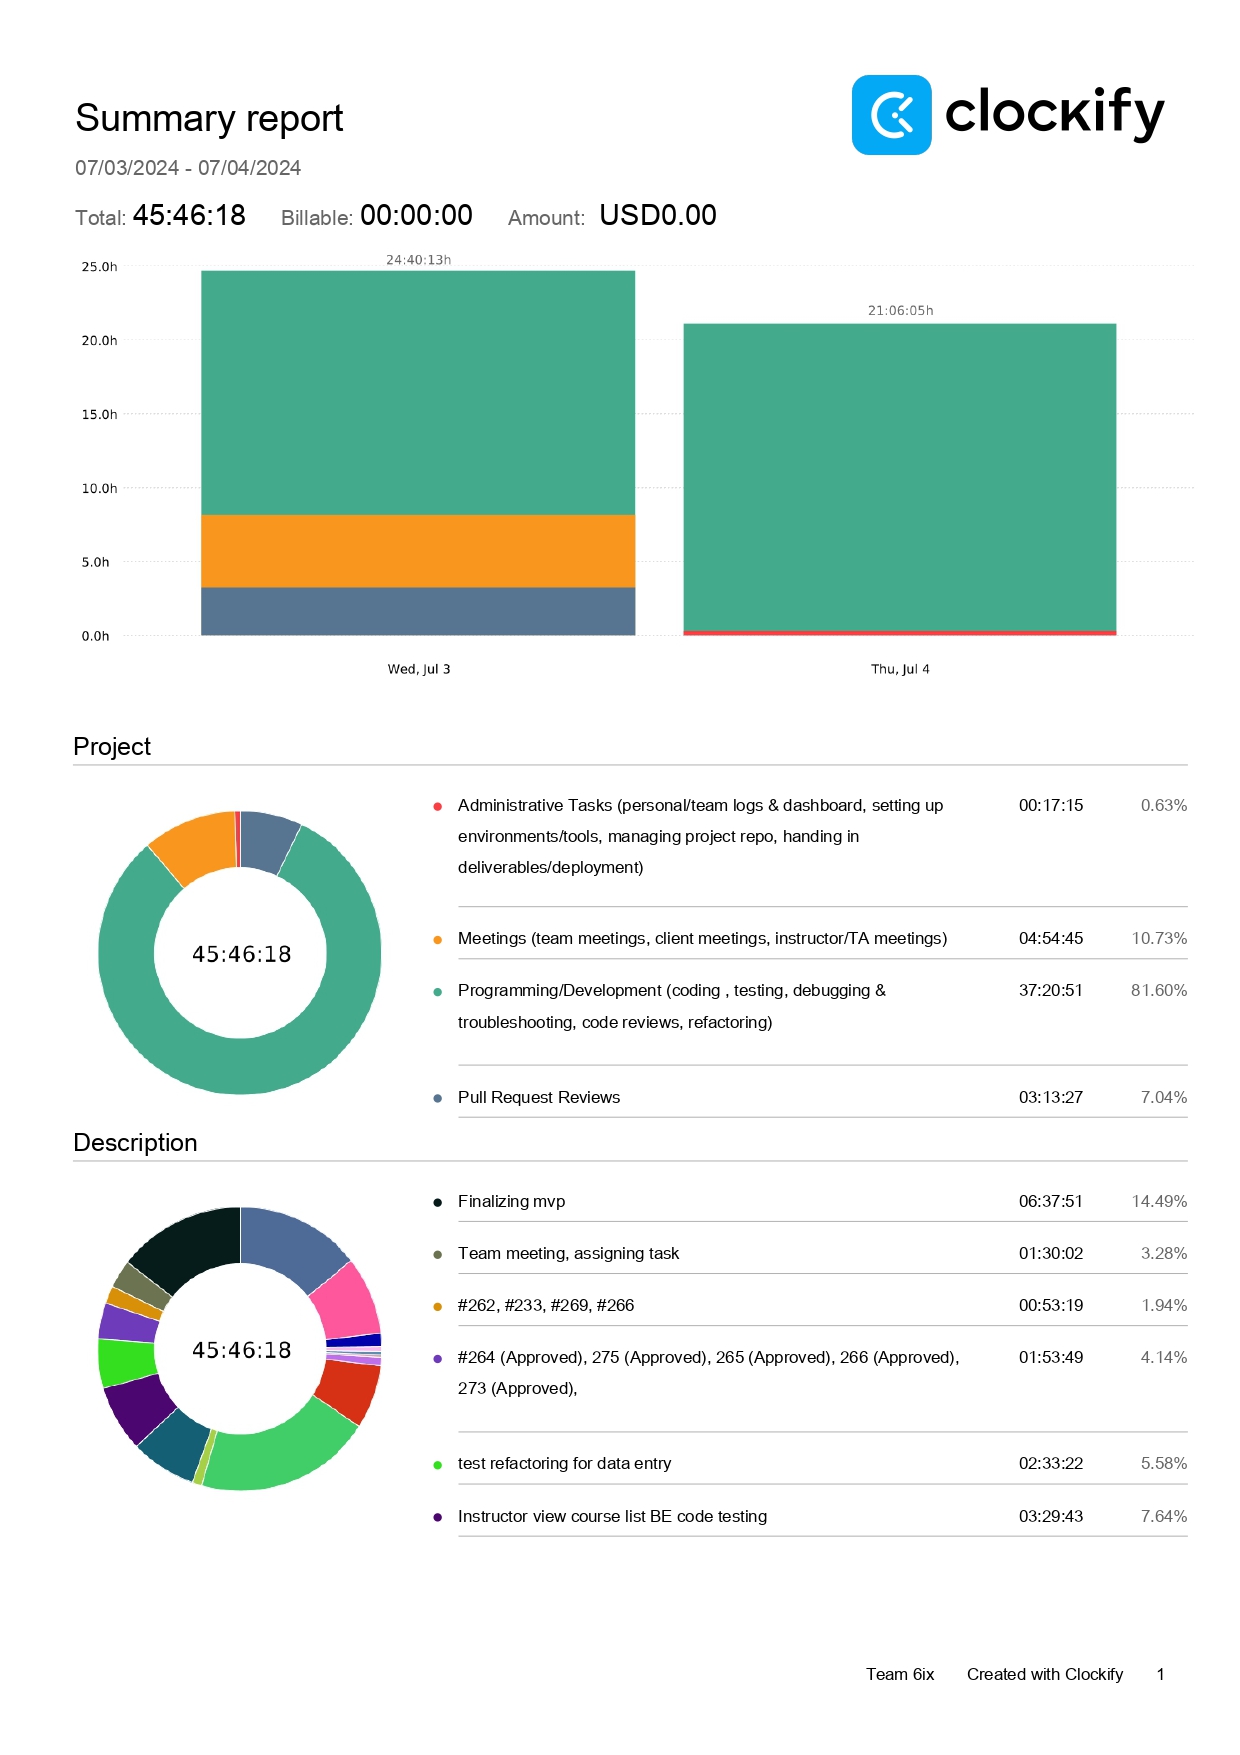 Summary report
clockify
07/03/2024 - 07/04/2024
Total: 45:46:18 Billable: 00:00:00 Amount: USD0.00
24:40:13h
25.0h
21:06:05h
20.0h
15.0h
10.0h
5.0h
0.0h
Wed, Jul 3 Thu, Jul 4
Project
Administrative Tasks (personal/team logs & dashboard, setting up 00:17:15 0.63%
environments/tools, managing project repo, handing in
deliverables/deployment)
45:46:18
Meetings (team meetings, client meetings, instructor/TA meetings) 04:54:45 10.73%
Programming/Development (coding , testing, debugging & 37:20:51 81.60%
troubleshooting, code reviews, refactoring)
Pull Request Reviews 03:13:27 7.04%
Description
Finalizing mvp 06:37:51 14.49%
Team meeting, assigning task 01:30:02 3.28%
#262, #233, #269, #266 00:53:19 1.94%
45:46:18
#264 (Approved), 275 (Approved), 265 (Approved), 266 (Approved), 01:53:49 4.14%
273 (Approved),
test refactoring for data entry 02:33:22 5.58%
Instructor view course list BE code testing 03:29:43 7.64%
Team 6ix Created with Clockify 1